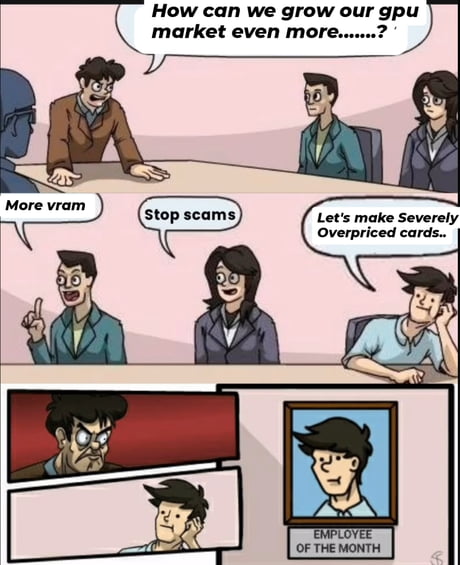 How can we grow our gpu
market even more.......?
More vram
Stop scams
Let's make Severely
Overpriced cards..
EMPLOYEE
OF THE MONTH